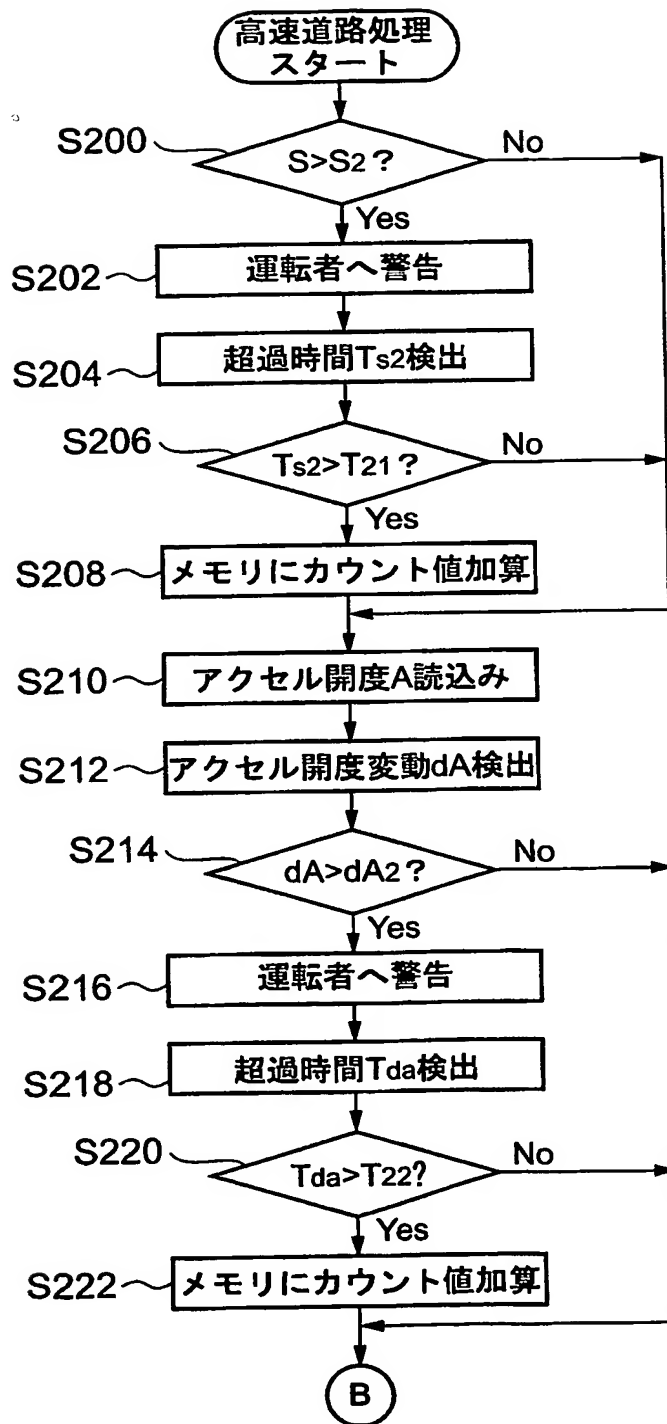 高速道路処理
スタート
S200
S>S2?
No
Yes
S202
運転者へ警告
S204
超過時間Ts2検出
S206
Ts2>T21?
No
Yes
S208
メモリにカウント値加算
S210
アクセル開度A読込み
S212
アクセル開度変動dA検出
S214
dA>dA2?
No
Yes
S216
運転者へ警告
S218
超過時間Tda検出
S220
Tda>T22?
No
Yes
S222
メモリにカウント値加算
B